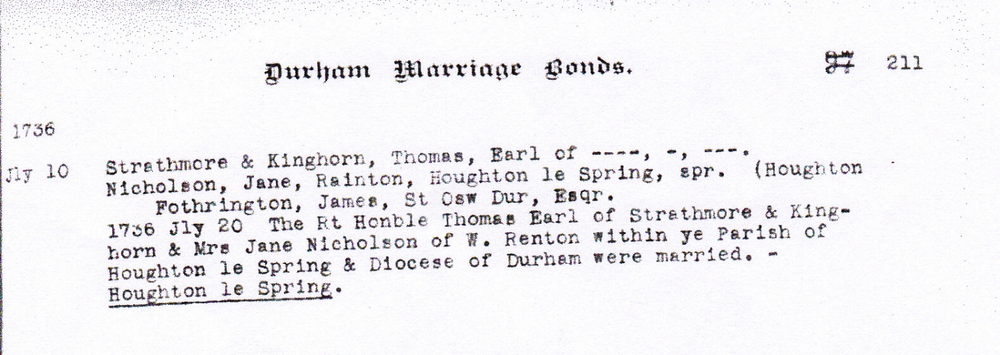 Durham Marriage Bonds. 211
1736
Jly 10 Strathmore & Kinghorn, Thomas, Earl of ----, -, ---.
Nicholson, Jane, Rainton, Houghton le Spring, spr. (Houghton
Fothrington, James, St Osw Dur, Esqr.
1736 Jly 20 The Rt Honble Thomas Earl of Strathmore & King-
horn & Mrs Jane Nicholson of W. Renton within ye Parish of
Houghton le Spring & Diocese of Durham were married. -
Houghton le Spring.